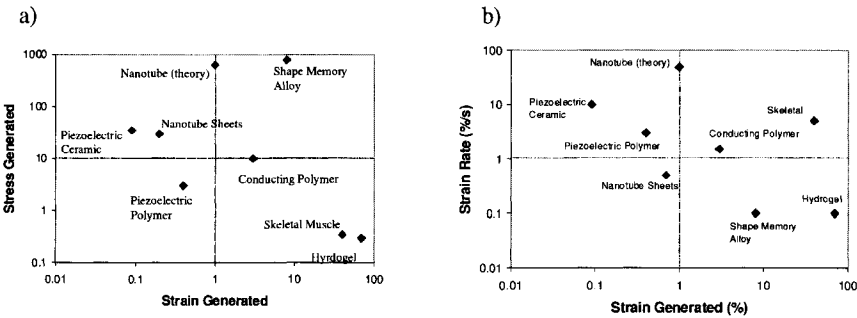 a)
1000
100
10
1
0.1
0.01
0.1
1
10
100
Stress Generated
Strain Generated
Nanotube (theory)
Shape Memory
Alloy
Piezoelectric
Ceramic
Nanotube Sheets
Piezoelectric
Polymer
Conducting Polymer
Skeletal Muscle
Hyrdogel
b)
100
10
1
0.1
0.01
0.01
0.1
1
10
100
Strain Rate (%/s)
Strain Generated (%)
Nanotube (theory)
Piezoelectric
Ceramic
Skeletal
Piezoelectric Polymer
Conducting Polymer
Nanotube Sheets
Shape Memory
Alloy
Hydrogel